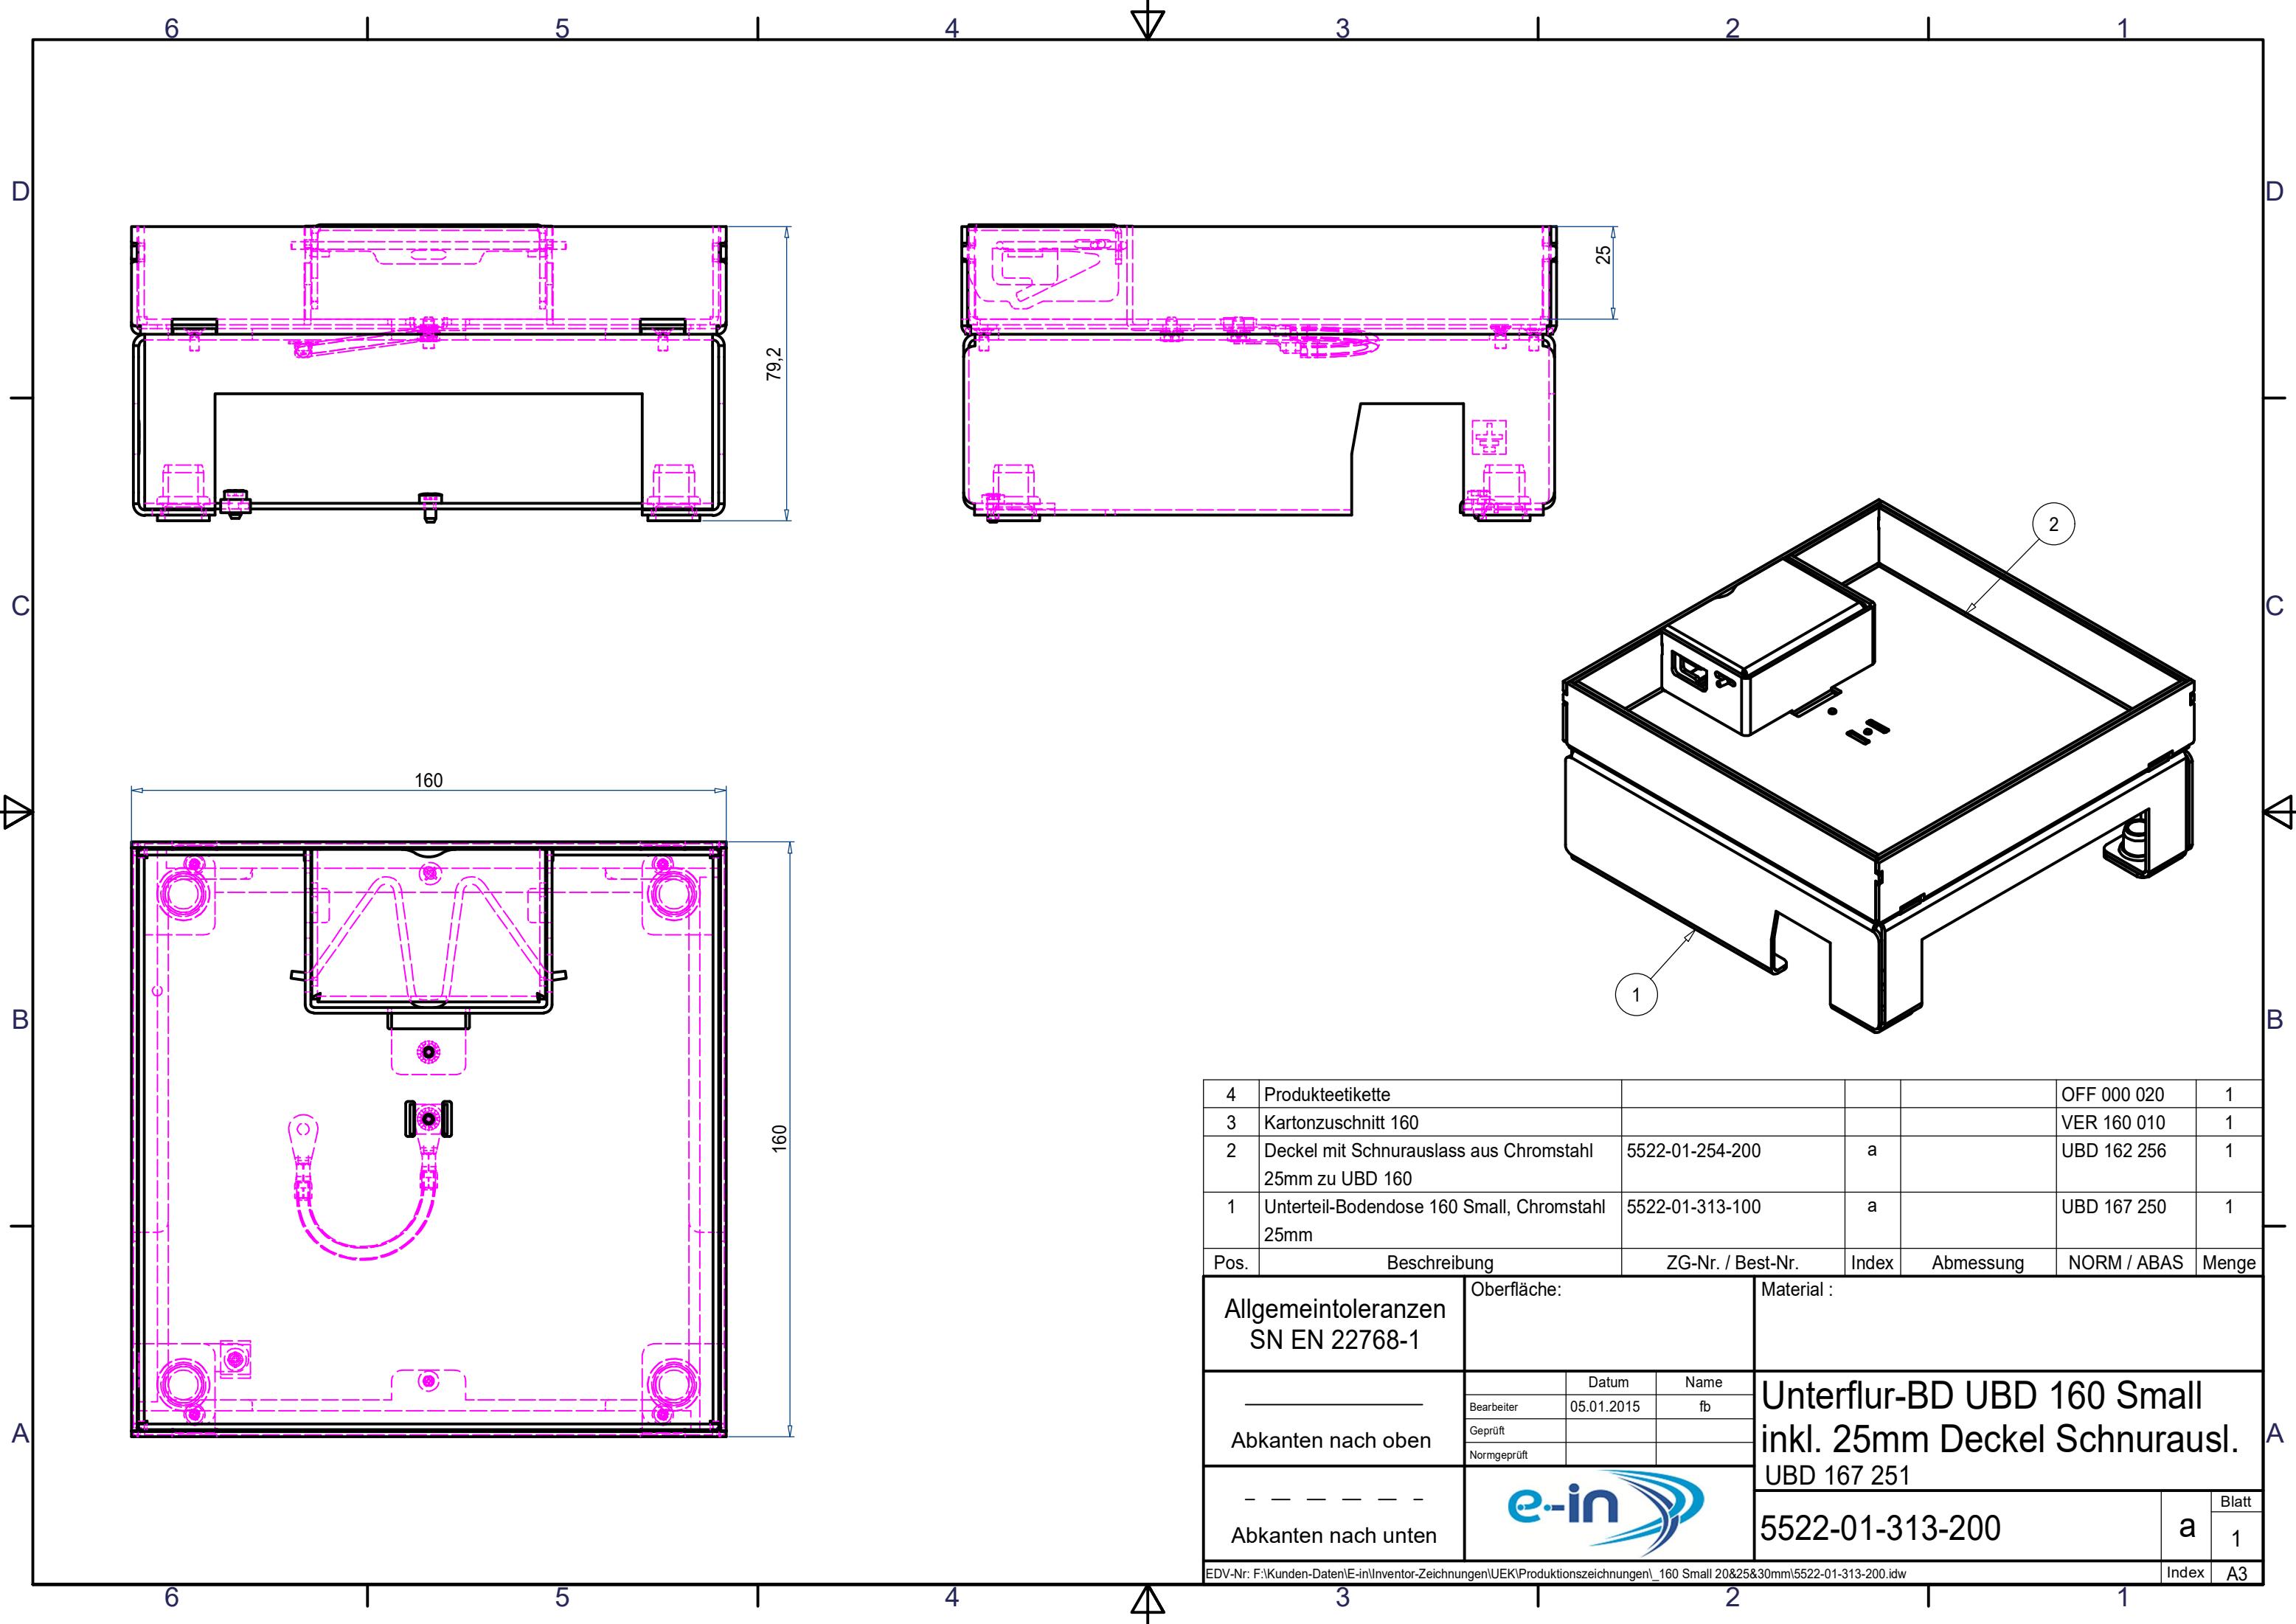 6 5 4 3 2 1
D D
25
79,2
2
C C
160
1
B B
160
4 Produkteetikette OFF 000 020 1
3 Kartonzuschnitt 160 VER 160 010 1
2 Deckel mit Schnurauslass aus Chromstahl 5522-01-254-200 a UBD 162 256 1
25mm zu UBD 160
1 Unterteil-Bodendose 160 Small, Chromstahl 5522-01-313-100 a UBD 167 250 1
25mm
Pos. Beschreibung ZG-Nr. / Best-Nr. Index Abmessung NORM / ABAS Menge
Allgemeintoleranzen
SN EN 22768-1
Oberfläche:
Material :
Datum Name
Bearbeiter 05.01.2015 fb
Geprüft
Normgeprüft
Abkanten nach oben
Abkanten nach unten
e-in
Unterflur-BD UBD 160 Small
inkl. 25mm Deckel Schnurausl.
UBD 167 251
A A
5522-01-313-200 a
Blatt
1
EDV-Nr: F:\Kunden-Daten\E-in\Inventor-Zeichnungen\UEK\Produktionszeichnungen\_160 Small 20&25&30mm\5522-01-313-200.idw
Index A3
6 5 4 3 2 1